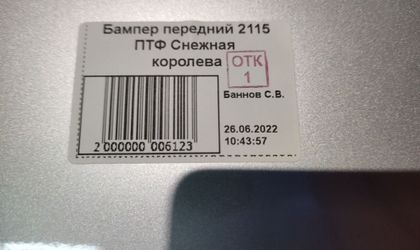 Бампер передний 2115
ПТФ Снежная
королева
ОТК
1
Баннов С.В.
26.06.2022
10:43:57
2 000000 006123